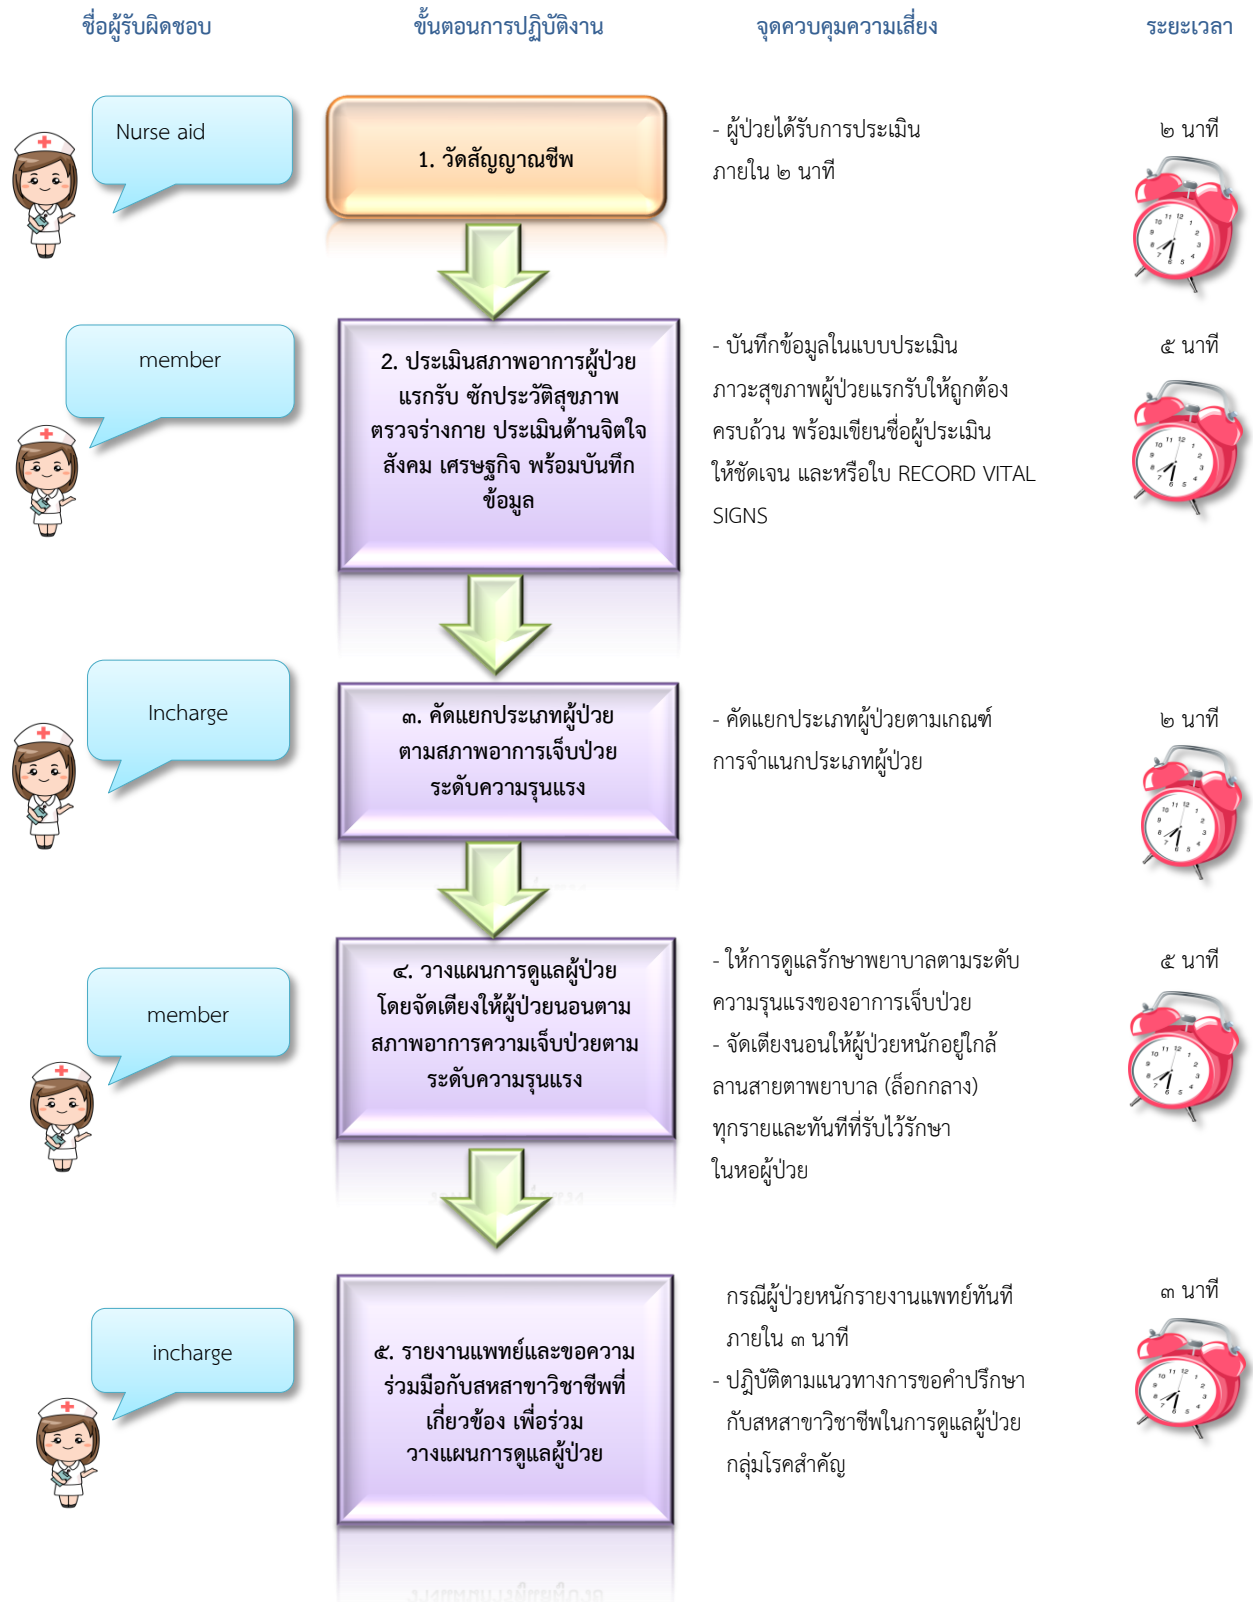 ชื่อผู้รับผิดชอบ
ขั้นตอนการปฏิบัติงาน
จุดควบคุมความเสี่ยง
ระยะเวลา
Nurse aid
1. วัดสัญญาณชีพ
- ผู้ป่วยได้รับการประเมิน
ภายใน ๒ นาที
๒ นาที
member
2. ประเมินสภาพอาการผู้ป่วย
แรกรับ ซักประวัติสุขภาพ
ตรวจร่างกาย ประเมินด้านจิตใจ
สังคม เศรษฐกิจ พร้อมบันทึก
ข้อมูล
- บันทึกข้อมูลในแบบประเมิน
ภาวะสุขภาพผู้ป่วยแรกรับให้ถูกต้อง
ครบถ้วน พร้อมเขียนชื่อผู้ประเมิน
ให้ชัดเจน และหรือใบ RECORD VITAL
SIGNS
๕ นาที
Incharge
๓. คัดแยกประเภทผู้ป่วย
ตามสภาพอาการเจ็บป่วย
ระดับความรุนแรง
- คัดแยกประเภทผู้ป่วยตามเกณฑ์
การจำแนกประเภทผู้ป่วย
๒ นาที
member
๔. วางแผนการดูแลผู้ป่วย
โดยจัดเตียงให้ผู้ป่วยนอนตาม
สภาพอาการความเจ็บป่วยตาม
ระดับความรุนแรง
- ให้การดูแลรักษาพยาบาลตามระดับ
ความรุนแรงของอาการเจ็บป่วย
- จัดเตียงนอนให้ผู้ป่วยหนักอยู่ใกล้
ลานสายตาพยาบาล (ล็อกกลาง)
ทุกรายและทันทีที่รับไว้รักษา
ในหอผู้ป่วย
๕ นาที
incharge
๕. รายงานแพทย์และขอความ
ร่วมมือกับสหสาขาวิชาชีพที่
เกี่ยวข้อง เพื่อร่วม
วางแผนการดูแลผู้ป่วย
กรณีผู้ป่วยหนักรายงานแพทย์ทันที
ภายใน ๓ นาที
- ปฎิบัติตามแนวทางการขอคำปรึกษา
กับสหสาขาวิชาชีพในการดูแลผู้ป่วย
กลุ่มโรคสำคัญ
๓ นาที